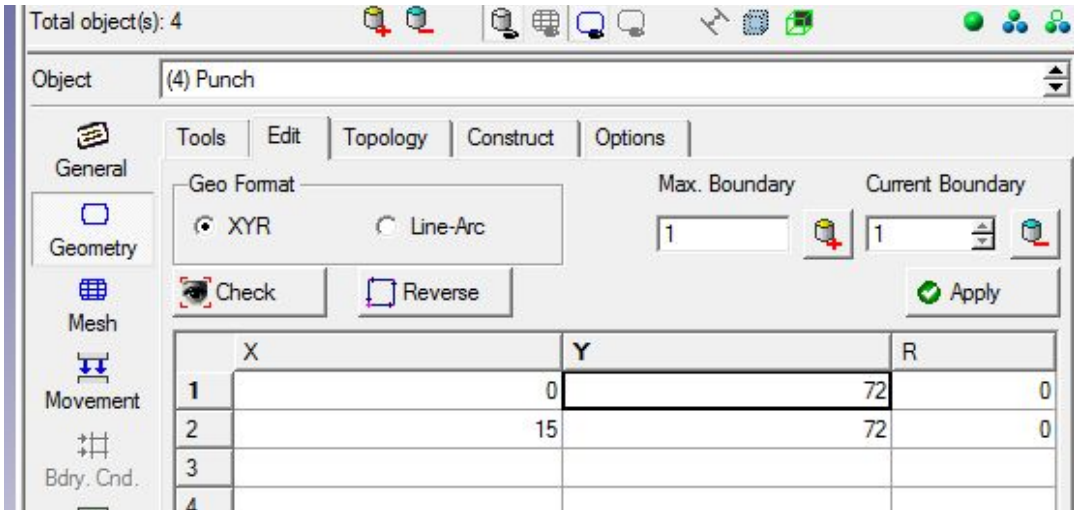 Total object(s): 4
Object (4) Punch
General
Geometry
Mesh
Movement
Bdry. Cnd.
Tools Edit Topology Construct Options
Geo Format
XYR Line-Arc
Max. Boundary Current Boundary
1 1
Check Reverse Apply
X Y R
1 0 72 0
2 15 72 0
3
4